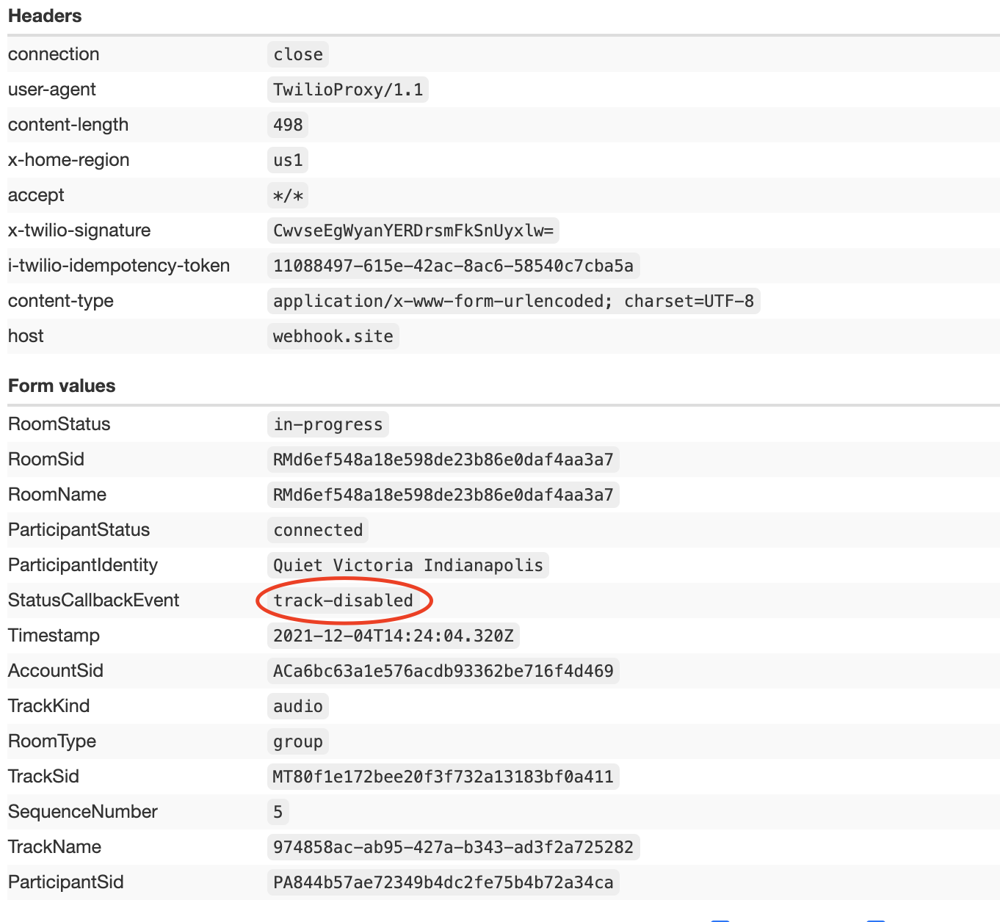 Headers
connection close
user-agent TwilioProxy/1.1
content-length 498
x-home-region us1
accept */*
x-twilio-signature CwvseEgWyanYERDrsmFkSnUyxlw=
i-twilio-idempotency-token 11088497-615e-42ac-8ac6-58540c7cba5a
content-type application/x-www-form-urlencoded; charset=UTF-8
host webhook.site
Form values
RoomStatus in-progress
RoomSid RMd6ef548a18e598de23b86e0daf4aa3a7
RoomName RMd6ef548a18e598de23b86e0daf4aa3a7
ParticipantStatus connected
ParticipantIdentity Quiet Victoria Indianapolis
StatusCallbackEvent track-disabled
Timestamp 2021-12-04T14:24:04.320Z
AccountSid ACa6bc63a1e576acdb93362be716f4d469
TrackKind audio
RoomType group
TrackSid MT80f1e172bee20f3f732a13183bf0a411
SequenceNumber 5
TrackName 974858ac-ab95-427a-b343-ad3f2a725282
ParticipantSid PA844b57ae72349b4dc2fe75b4b72a34ca